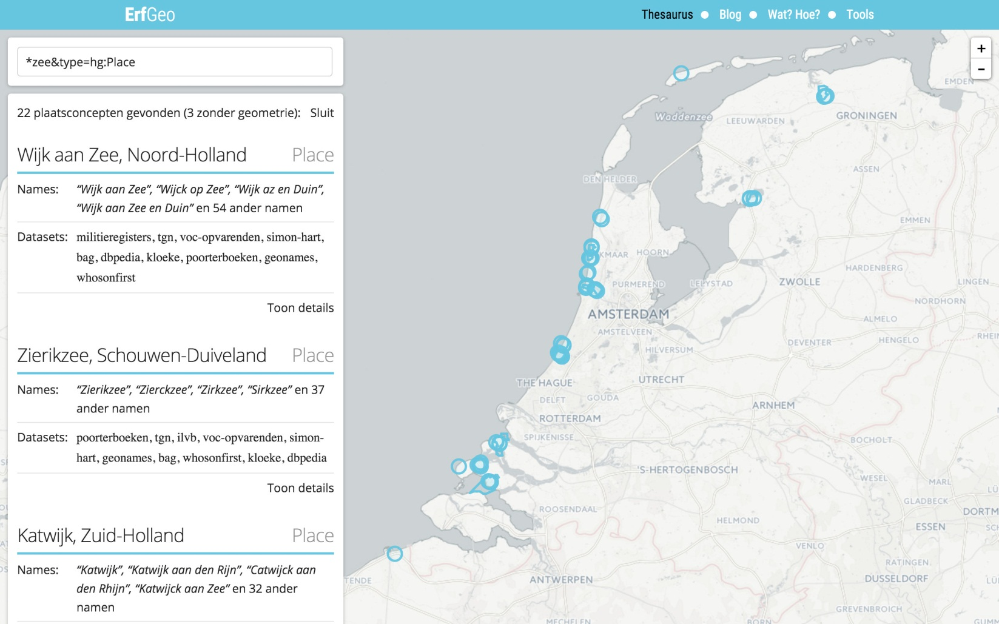 ErfGeo
Thesaurus ● Blog ● Wat? Hoe? ● Tools
*zee&type=hg:Place
22 plaatsconcepten gevonden (3 zonder geometrie): Sluit
Wijk aan Zee, Noord-Holland Place
Names: “Wijk aan Zee”, “Wijck op Zee”, “Wijk az en Duin”,
“Wijk aan Zee en Duin” en 54 ander namen
Datasets: militieregisters, tgn, voc-opvarenden, simon-hart,
bag, dbpedia, kloeke, poorterboeken, geonames,
whosonfirst
Toon details
Zierikzee, Schouwen-Duiveland Place
Names: “Zierikzee”, “Zierckzee”, “Zirkzee”, “Sirkzee” en 37
ander namen
Datasets: poorterboeken, tgn, ilvb, voc-opvarenden, simon-
hart, geonames, bag, whosonfirst, kloeke, dbpedia
Toon details
Katwijk, Zuid-Holland Place
Names: “Katwijk”, “Katwijk aan den Rijn”, “Catwijck aan
den Rhijn”, “Katwijck aan Zee” en 32 ander
namen
+
-
EMDEN
Waddenzee
LEEUWARDEN
GRONINGEN
ASSEN
DEN HELDER
EMMEN
KMAAR
HOORN
HARDENBERG
PURMEREND
LELYSTAD
ZWOLLE
LINGEN
NORDHORN
AMSTERDAM
ALMELO
AMSTELVEEN
DEVENTER
HENGELO
RHEIN
HILVERSUM
THE HAGUE
UTRECHT
DELFT
GOUDA
ARNHEM
ROTTERDAM
SPIJKENISSE
BOCHOLT
'S-HERTOGENBOSCH
WESEL
MARL
GLADBECK
ROOSENDAAL
DORTM
HELMOND
ESSEN
VENLO
RATINGEN
TENDE
ANTWERPEN
DUSSELDORF
GREVENBROICH
MECHELEN
BORN